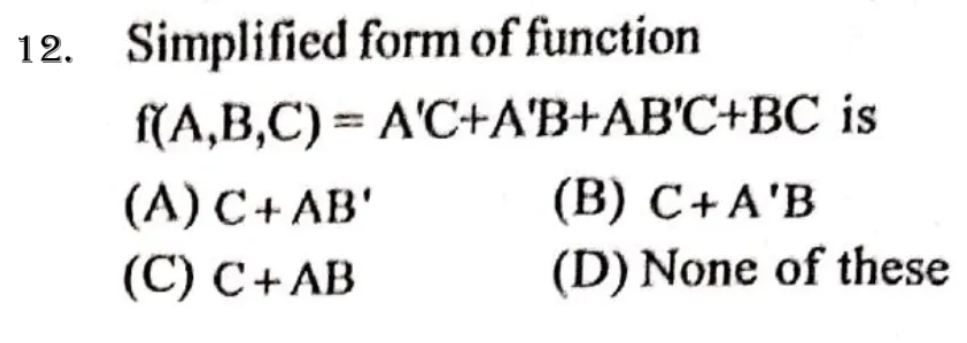 12. Simplified form of function
f(A,B,C) = A'C+A'B+AB'C+BC is
(A) C+AB' (B) C+A'B
(C) C+AB (D) None of these